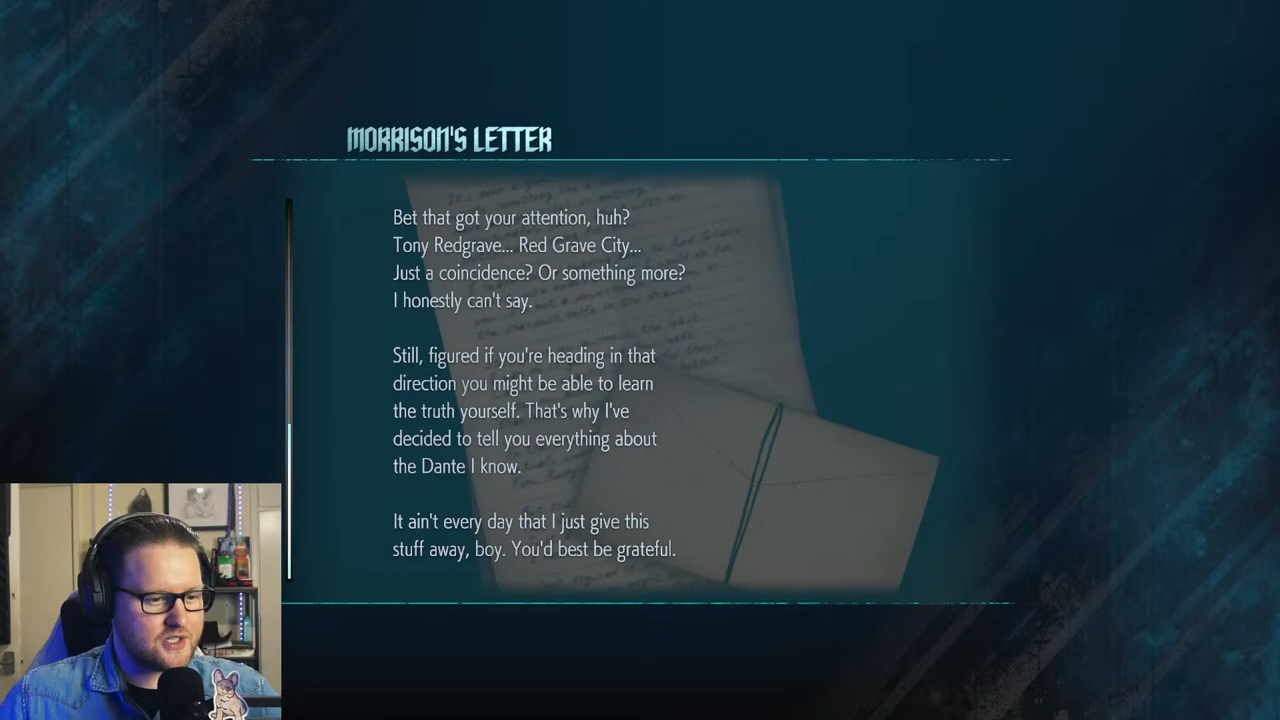 MORRISON'S LETTER
Bet that got your attention, huh?
Tony Redgrave... Red Grave City...
Just a coincidence? Or something more?
I honestly can't say.
Still, figured if you're heading in that
direction you might be able to learn
the truth yourself. That's why I've
decided to tell you everything about
the Dante I know.
It ain't every day that I just give this
stuff away, boy. You'd best be grateful.